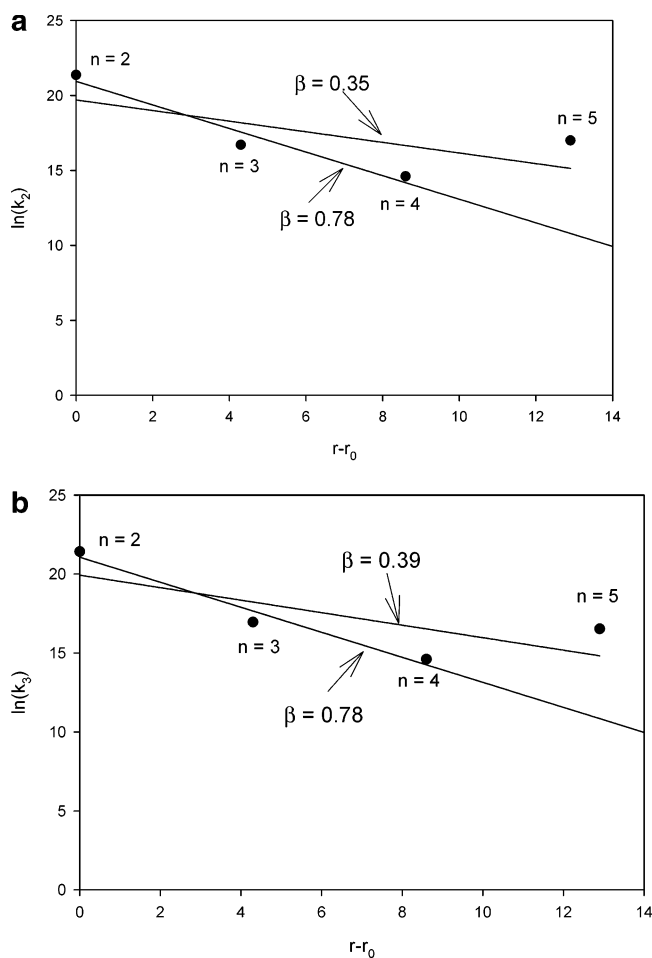 a
25
n = 2
20
β = 0.35
n = 5
15
n = 3
n = 4
β = 0.78
ln(k2)
10
5
0
0 2 4 6 8 10 12 14
r-r0
b
25
n = 2
20
β = 0.39
n = 5
n = 3
15
n = 4
β = 0.78
ln(k3)
10
5
0
0 2 4 6 8 10 12 14
r-r0